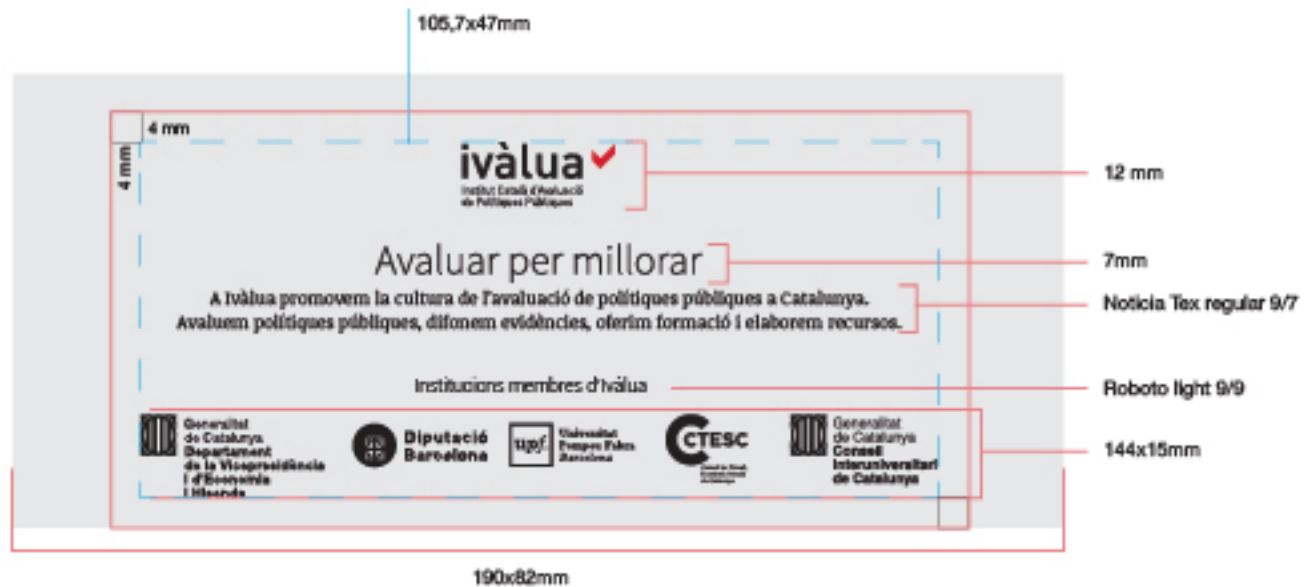 105,7x47mm
4 mm
4 mm
ivàlua
Institut Català d'Avaluació
de Polítiques Públiques
12 mm
Avaluar per millorar
7mm
A Ivàlua promovem la cultura de l'avaluació de polítiques públiques a Catalunya.
Avaluem polítiques públiques, difonem evidències, oferim formació i elaborem recursos.
Noticia Tex regular 9/7
Institucions membres d'Ivàlua
Roboto light 9/9
Generalitat
de Catalunya
Departament
de la Vicepresidència
i d'Economia
i Hisenda
Diputació
Barcelona
upf.
Universitat
Pompeu Fabra
Barcelona
CTESC
Generalitat
de Catalunya
Consell
Interuniversitari
de Catalunya
144x15mm
190x82mm